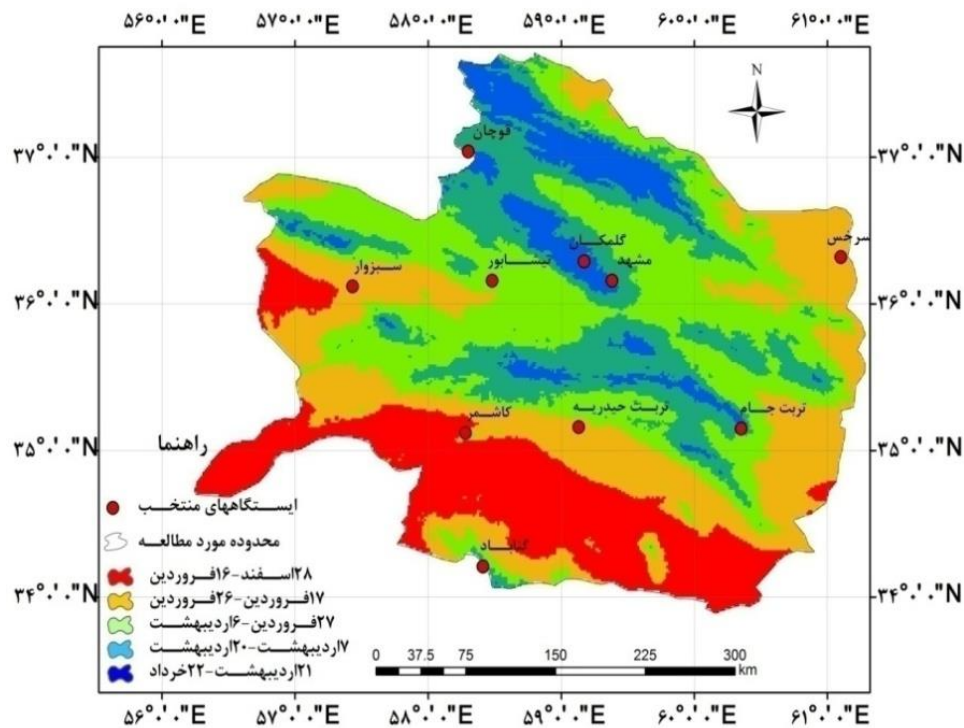 ۵۶°۰'۰"E ۵۷°۰'۰"E ۵۸°۰'۰"E ۵۹°۰'۰"E ۶۰°۰'۰"E ۶۱°۰'۰"E
N
قوچان
۳۷°۰'۰"N ۳۷°۰'۰"N
گلمکان
سرخس
سبزوار نیشابور مشهد
۳۶°۰'۰"N ۳۶°۰'۰"N
کاشمر تربت حیدریه تربت جام
۳۵°۰'۰"N ۳۵°۰'۰"N
گناباد
۳۴°۰'۰"N ۳۴°۰'۰"N
راهنما
ایستگاههای منتخب
محدوده مورد مطالعه
۲۸اسفند-۱۶فروردین
۱۷فروردین-۲۶فروردین
۲۷فروردین-۶اردیبهشت
۷اردیبهشت-۲۰اردیبهشت
۲۱اردیبهشت-۲۲خرداد
0 37.5 75 150 225 300
km
۵۶°۰'۰"E ۵۷°۰'۰"E ۵۸°۰'۰"E ۵۹°۰'۰"E ۶۰°۰'۰"E ۶۱°۰'۰"E